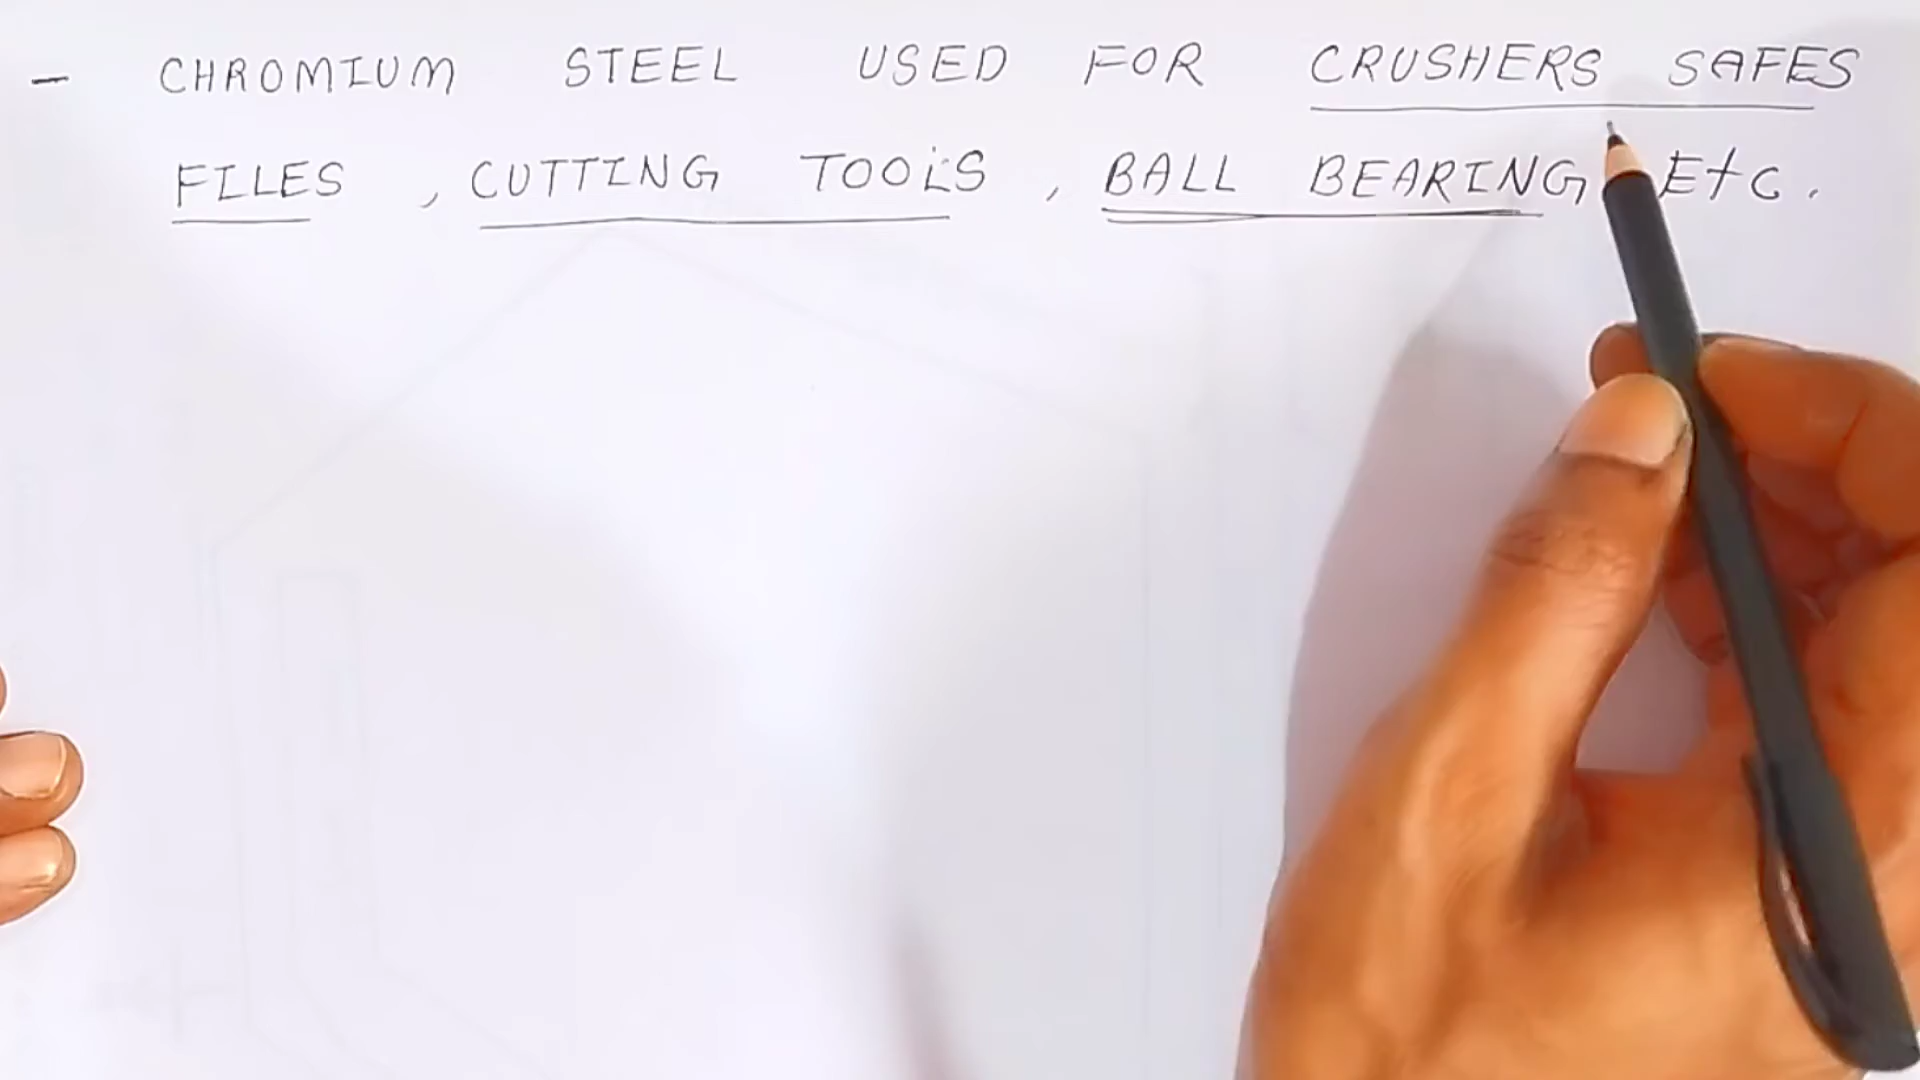 - CHROMIUM STEEL USED FOR CRUSHERS SAFES
FILES , CUTTING TOOLS , BALL BEARING Etc.